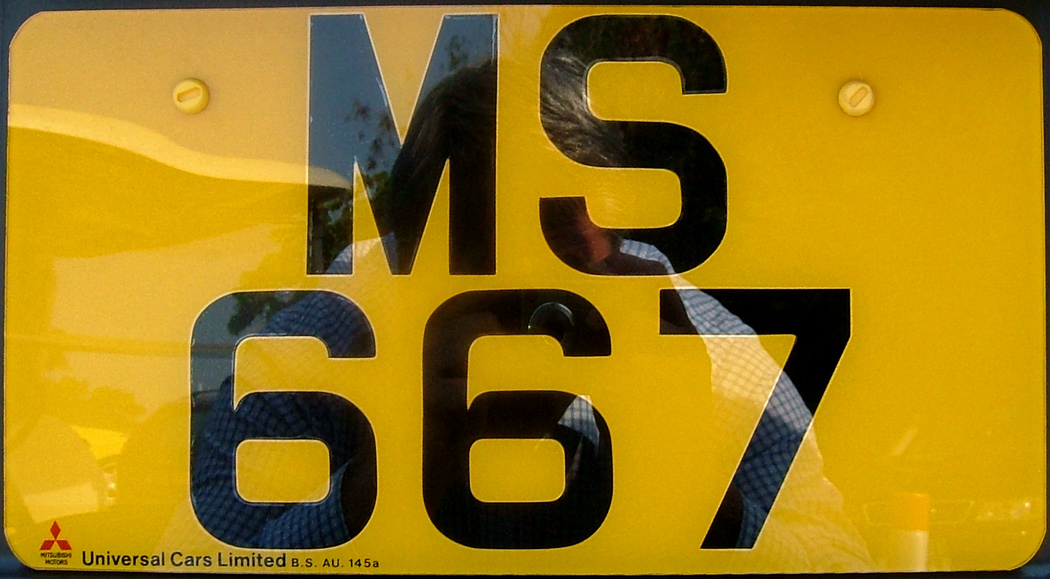 MS
667
MITSUBISHI
MOTORS
Universal Cars Limited B.S. AU. 145a